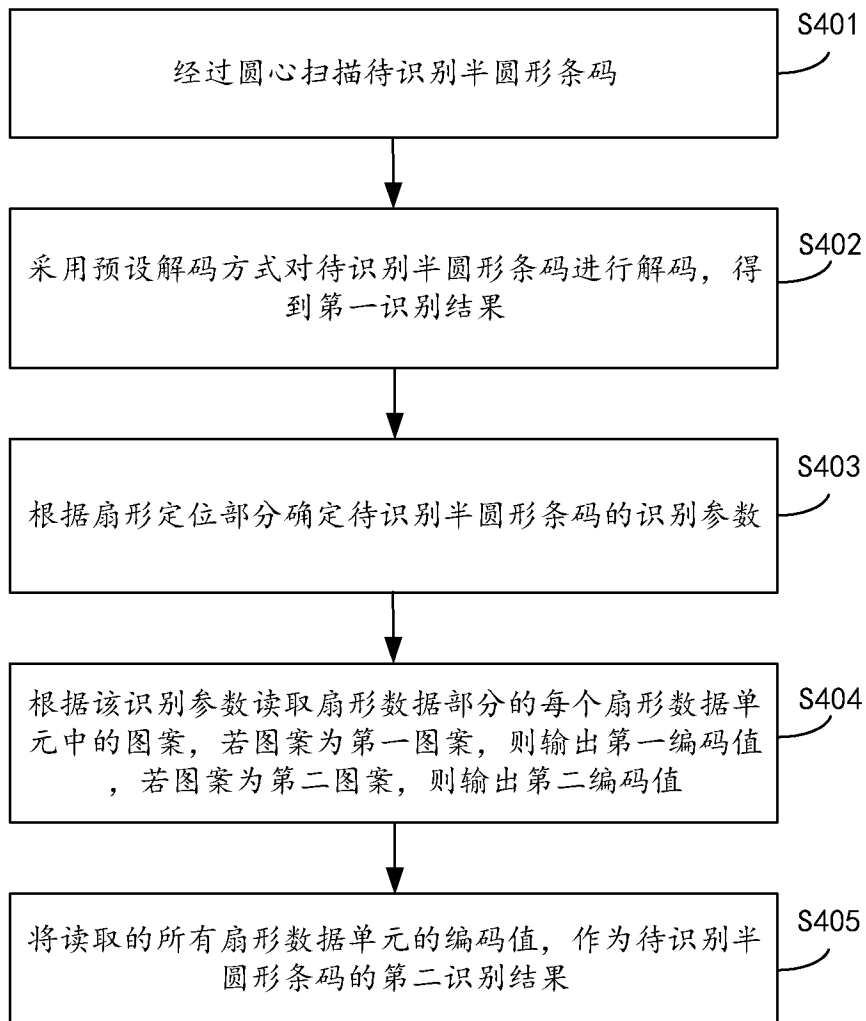 S401
经过圆心扫描待识别半圆形条码
S402
采用预设解码方式对待识别半圆形条码进行解码，得
到第一识别结果
S403
根据扇形定位部分确定待识别半圆形条码的识别参数
S404
根据该识别参数读取扇形数据部分的每个扇形数据单
元中的图案，若图案为第一图案，则输出第一编码值
，若图案为第二图案，则输出第二编码值
S405
将读取的所有扇形数据单元的编码值，作为待识别半
圆形条码的第二识别结果